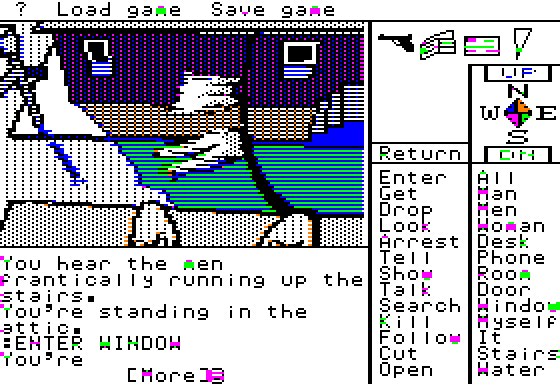 ?  Load game  Save game
UP
N
W E
S
DN
Return
Enter
Get
Drop
Look
Arrest
Tell
Show
Talk
Search
Kill
Follow
Cut
Open
All
Man
Men
Woman
Desk
Phone
Room
Door
Window
Myself
It
Stairs
Water
You hear the men
frantically running up the
stairs.
You're standing in the
attic.
:ENTER WINDOW
You're
[More]